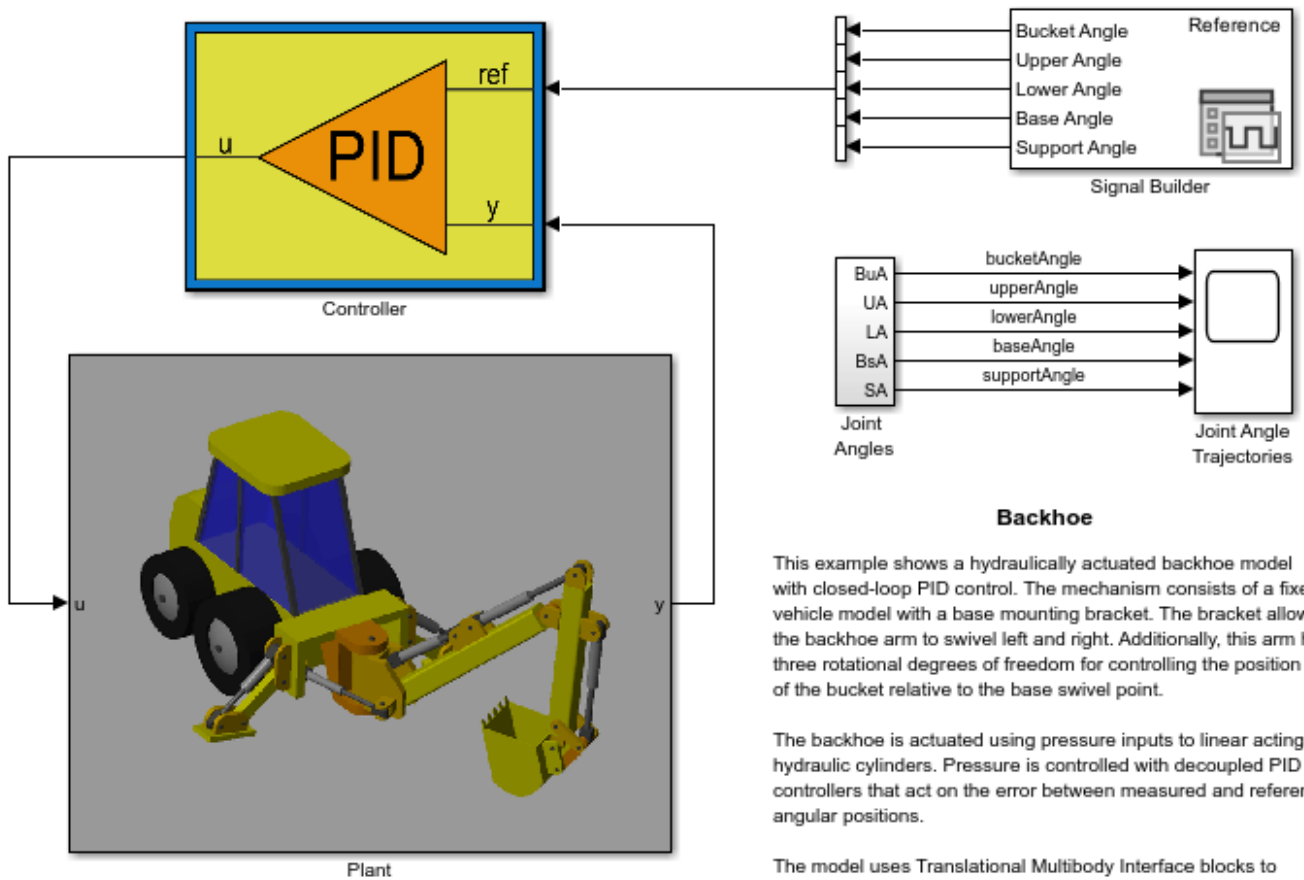 ref
u
PID
y
Controller
Bucket Angle
Reference
Upper Angle
Lower Angle
Base Angle
Support Angle
Signal Builder
BuA
bucketAngle
UA
upperAngle
LA
lowerAngle
BsA
baseAngle
SA
supportAngle
Joint
Angles
Joint Angle
Trajectories
u
y
Plant
Backhoe
This example shows a hydraulically actuated backhoe model
with closed-loop PID control. The mechanism consists of a fixe
vehicle model with a base mounting bracket. The bracket allow
the backhoe arm to swivel left and right. Additionally, this arm h
three rotational degrees of freedom for controlling the position
of the bucket relative to the base swivel point.
The backhoe is actuated using pressure inputs to linear acting
hydraulic cylinders. Pressure is controlled with decoupled PID
controllers that act on the error between measured and referen
angular positions.
The model uses Translational Multibody Interface blocks to